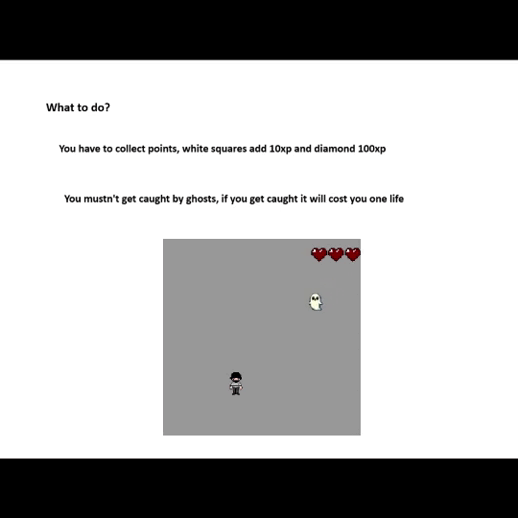 What to do?
You have to collect points, white squares add 10xp and diamond 100xp
You mustn't get caught by ghosts, if you get caught it will cost you one life